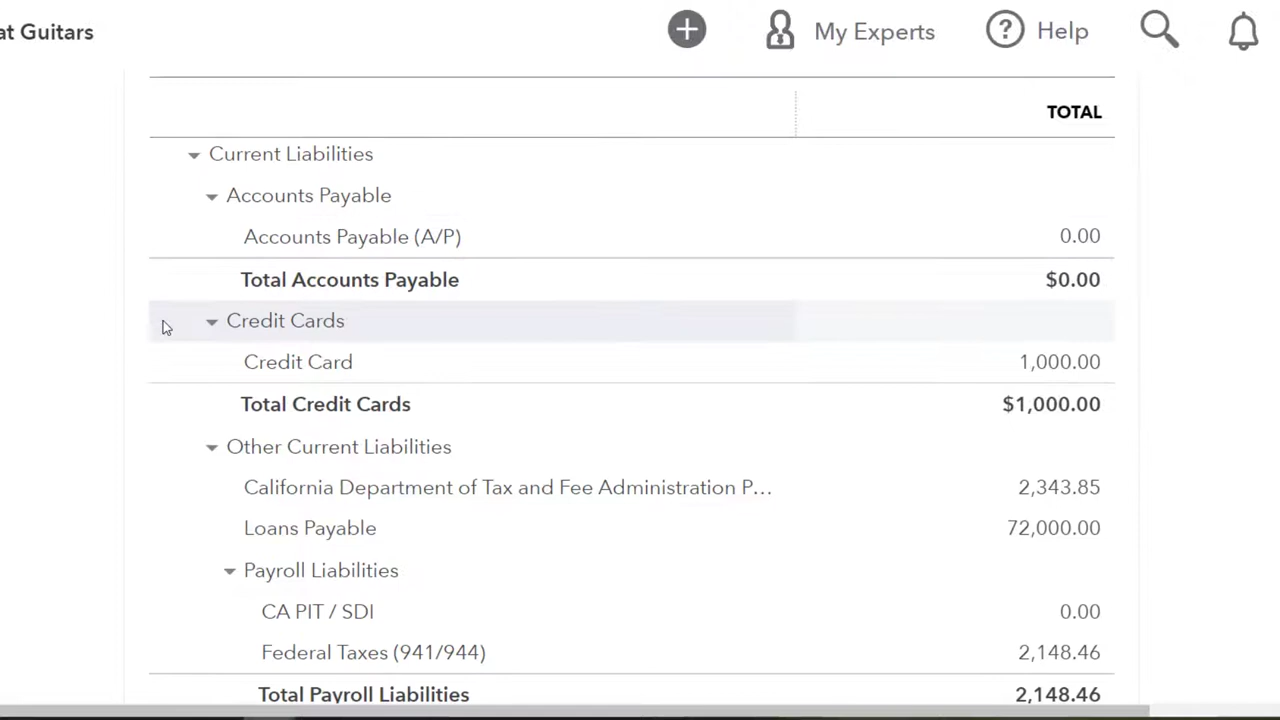 at Guitars
My Experts
Help
TOTAL
Current Liabilities
Accounts Payable
Accounts Payable (A/P) 0.00
Total Accounts Payable $0.00
Credit Cards
Credit Card 1,000.00
Total Credit Cards $1,000.00
Other Current Liabilities
California Department of Tax and Fee Administration P… 2,343.85
Loans Payable 72,000.00
Payroll Liabilities
CA PIT / SDI 0.00
Federal Taxes (941/944) 2,148.46
Total Payroll Liabilities 2,148.46